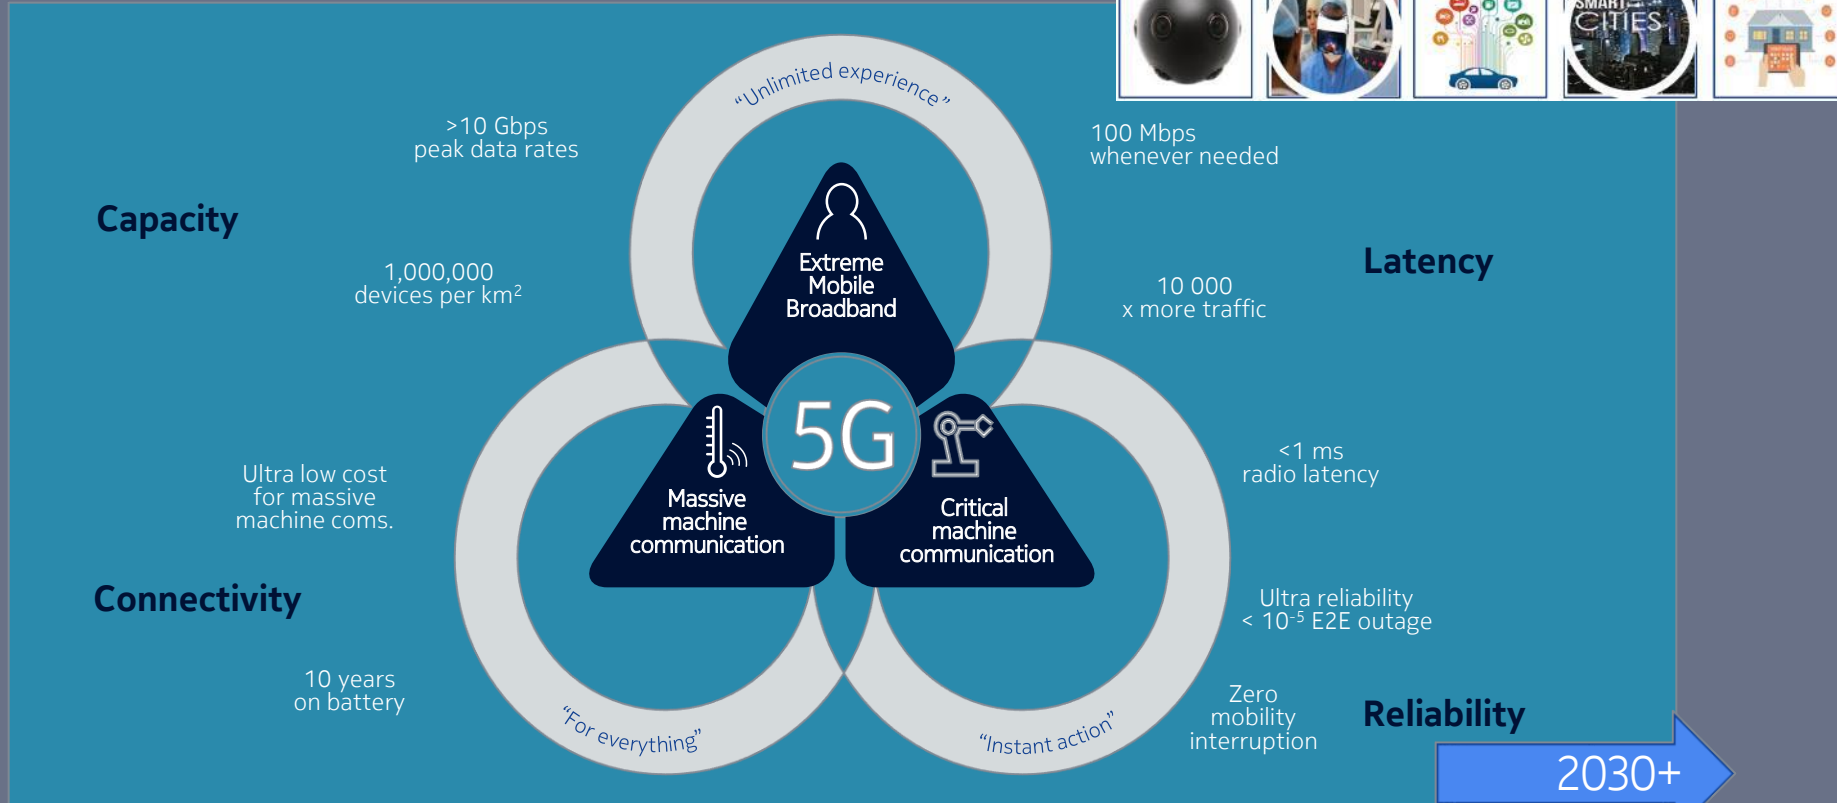 SMART
CITIES
“Unlimited experience”
>10 Gbps
peak data rates
100 Mbps
whenever needed
Capacity
Latency
1,000,000
devices per km²
Extreme
Mobile
Broadband
10 000
x more traffic
5G
Ultra low cost
for massive
machine coms.
Massive
machine
communication
Critical
machine
communication
<1 ms
radio latency
Connectivity
Ultra reliability
< 10⁻⁵ E2E outage
10 years
on battery
“For everything”
“Instant action”
Zero
mobility
interruption
Reliability
2030+